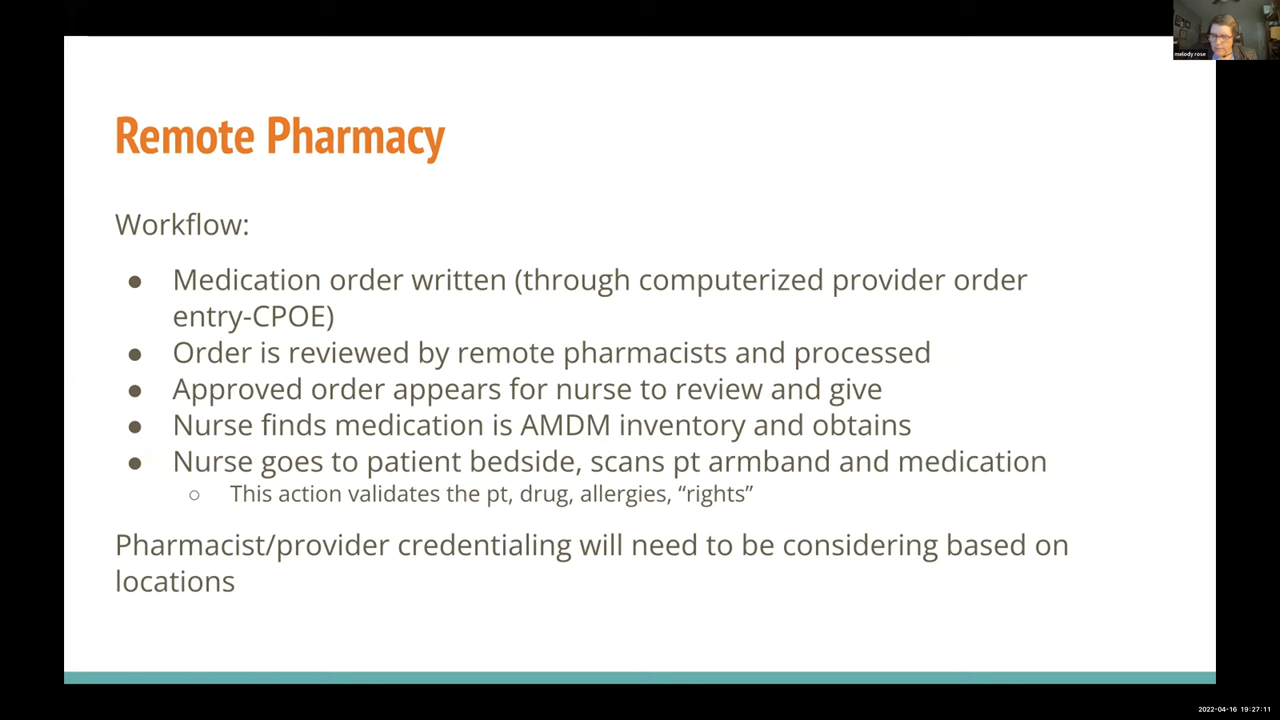 melody rose
Remote Pharmacy
Workflow:
● Medication order written (through computerized provider order
entry-CPOE)
● Order is reviewed by remote pharmacists and processed
● Approved order appears for nurse to review and give
● Nurse finds medication is AMDM inventory and obtains
● Nurse goes to patient bedside, scans pt armband and medication
○ This action validates the pt, drug, allergies, “rights”
Pharmacist/provider credentialing will need to be considering based on
locations
2022-04-16 19:27:11